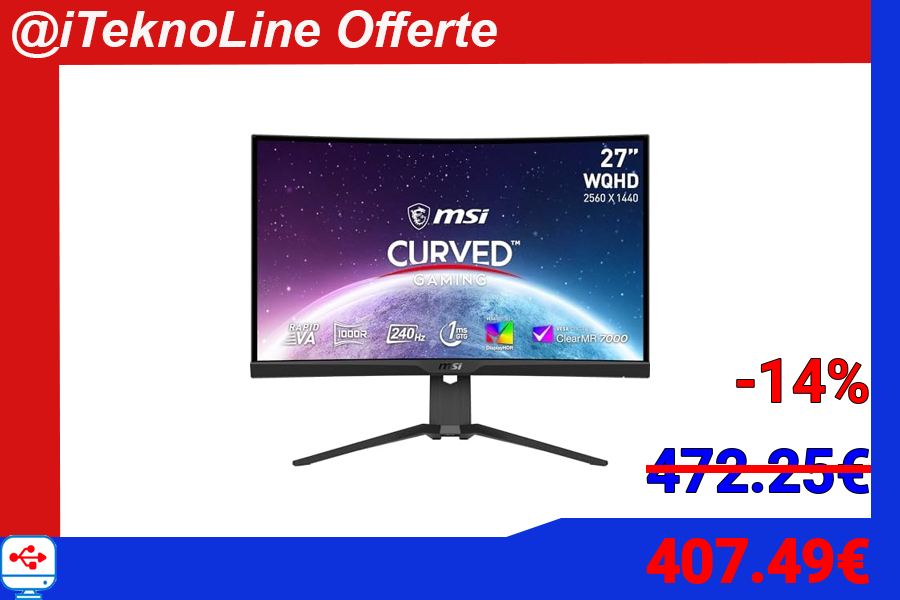 @iTeknoLine Offerte
27”
WQHD
2560 X 1440
msi
CURVED™
GAMING
RAPID VA
1000R
240Hz
1ms GTG
DisplayHDR
ClearMR 7000
msi
-14%
472.25€
407.49€